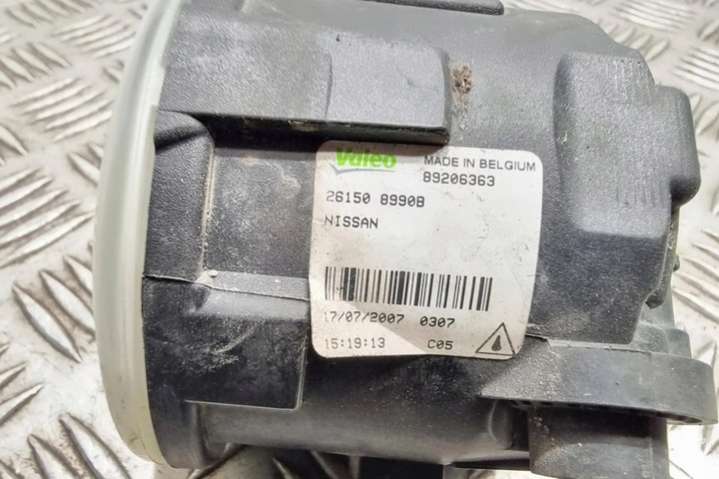 Valeo MADE IN BELGIUM
89206363
26150 8990B
NISSAN
17/07/2007 0307
15:19:13 C05